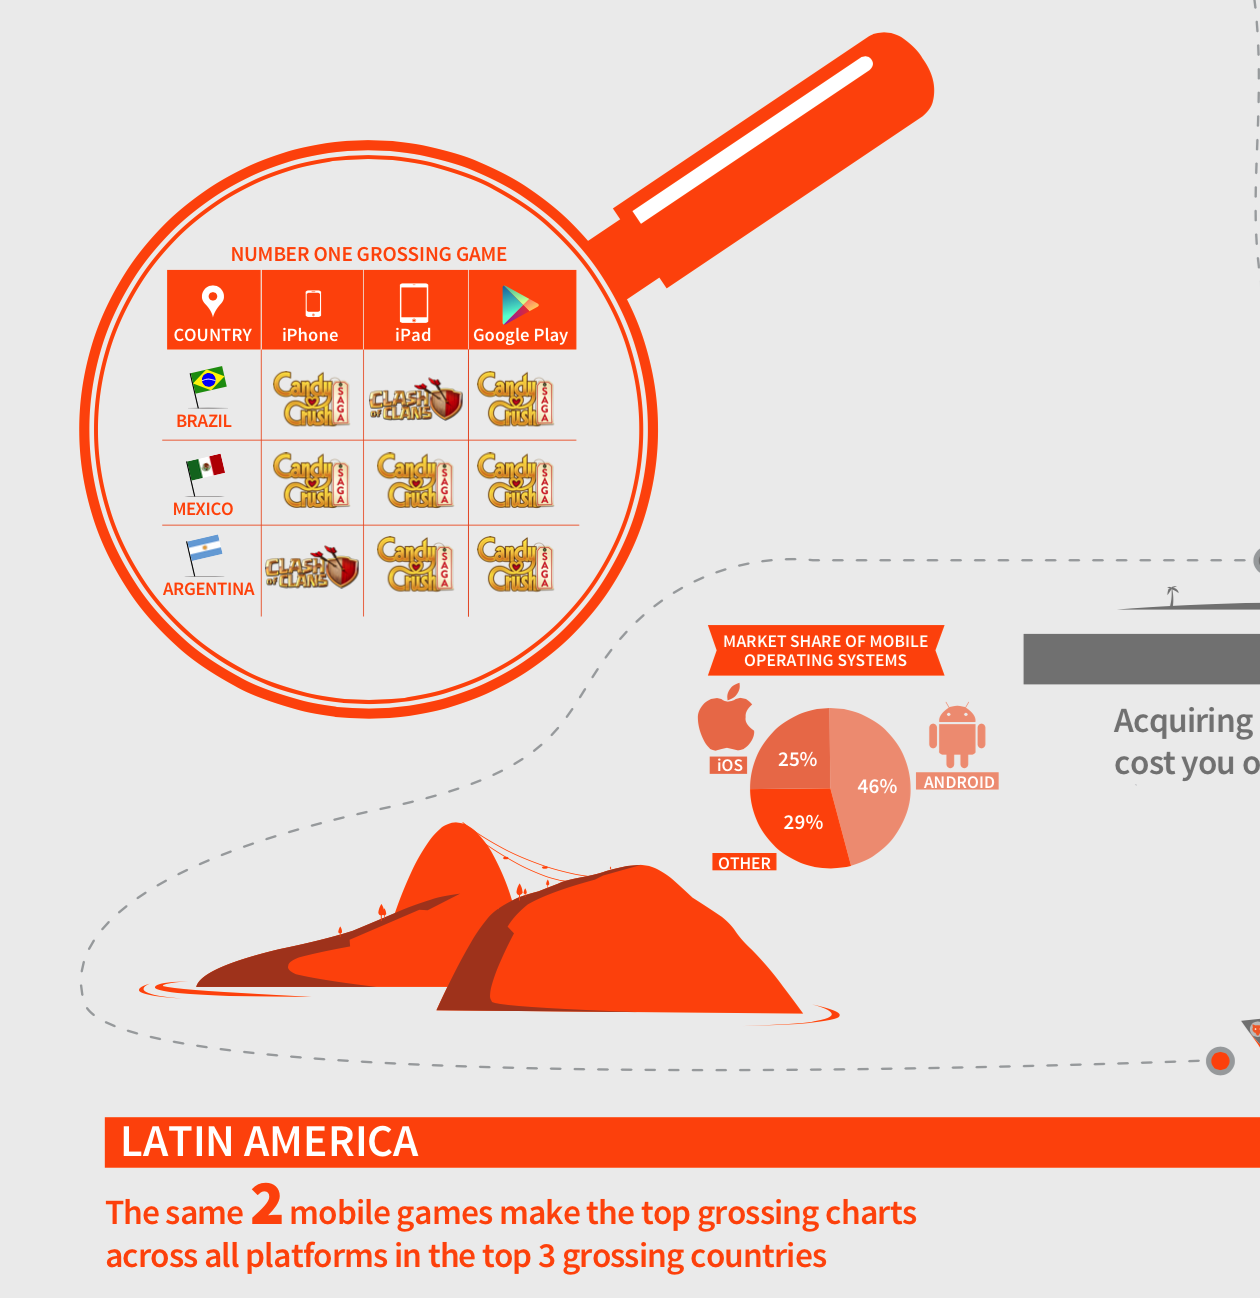 NUMBER ONE GROSSING GAME
COUNTRY iPhone iPad Google Play
BRAZIL
Candy Crush SAGA
CLASH OF CLANS
Candy Crush SAGA
MEXICO
Candy Crush SAGA
Candy Crush SAGA
Candy Crush SAGA
ARGENTINA
CLASH OF CLANS
Candy Crush SAGA
Candy Crush SAGA
MARKET SHARE OF MOBILE
OPERATING SYSTEMS
iOS
25%
46%
ANDROID
29%
OTHER
Acquiring
cost you
LATIN AMERICA
The same 2 mobile games make the top grossing charts
across all platforms in the top 3 grossing countries